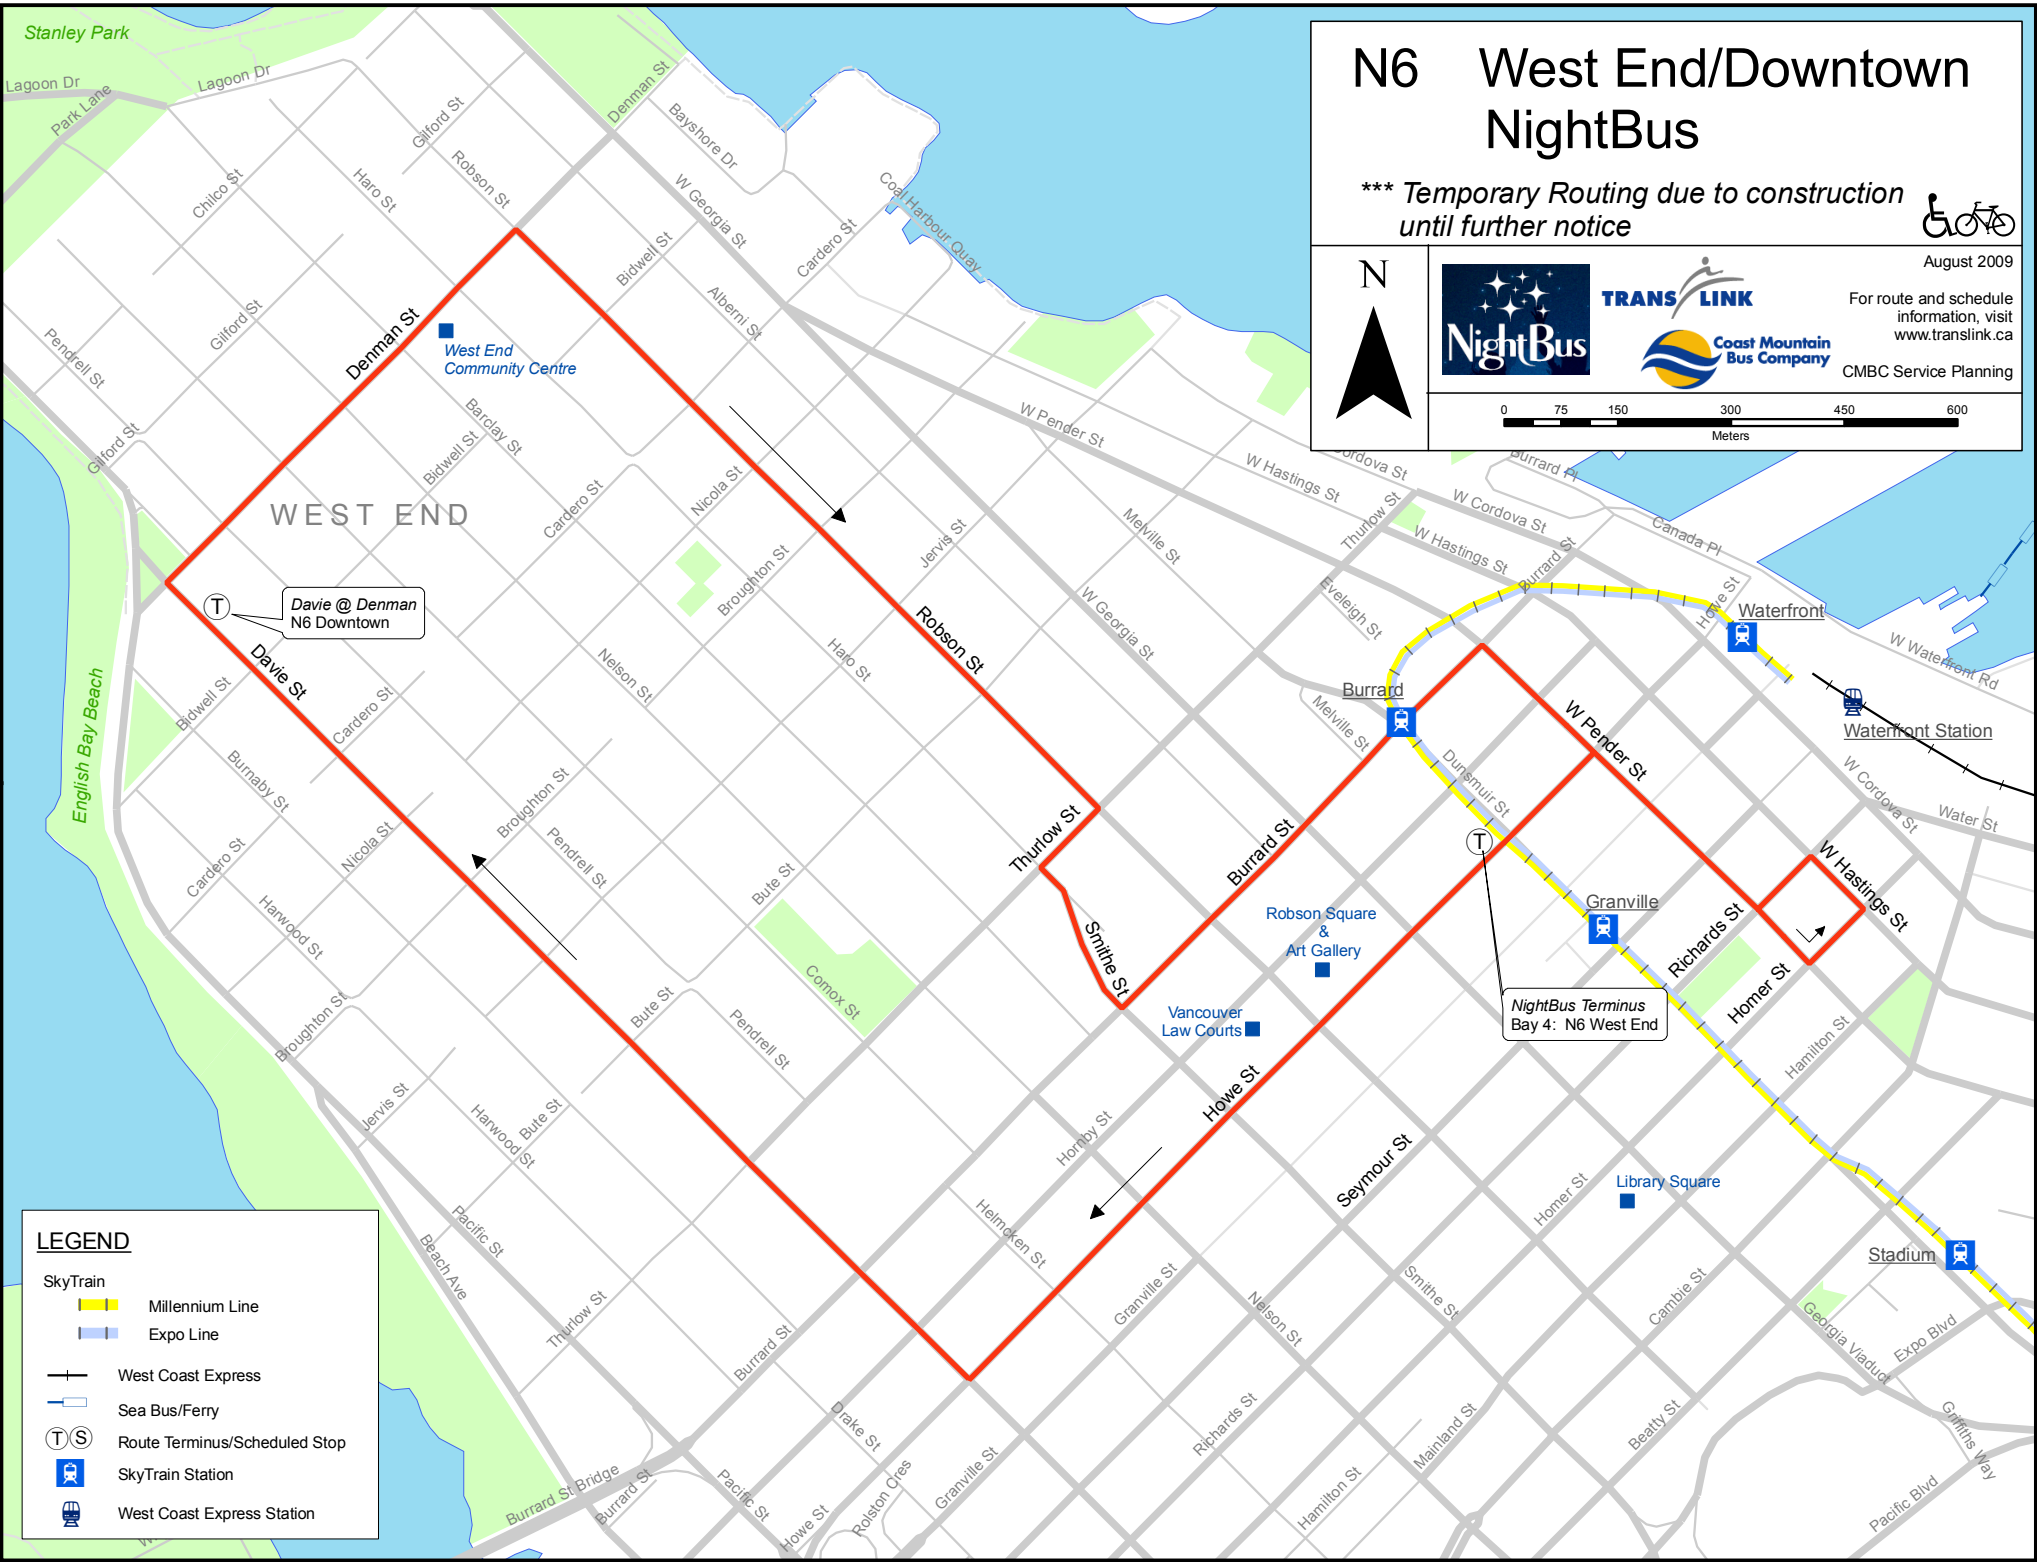 N6 West End/Downtown
NightBus
*** Temporary Routing due to construction
until further notice
N
NightBus
TRANS LINK
Coast Mountain
Bus Company
August 2009
For route and schedule
information, visit
www.translink.ca
CMBC Service Planning
0 75 150 300 450 600
Meters
Stanley Park
Lagoon Dr
Lagoon Dr
Park Lane
Gilford St
Denman St
Bayshore Dr
Robson St
Haro St
Chilco St
W Georgia St
Coal Harbour Quay
Cardero St
Bidwell St
Alberni St
Gilford St
Pendrell St
Denman St
West End
Community Centre
Barclay St
Bidwell St
Gilford St
WEST END
Cardero St
Nicola St
Jervis St
Broughton St
W Pender St
W Hastings St
ordova St
Burrard Pl
W Cordova St
Thurlow St
Canada Pl
W Hastings St
Burrard St
Melville St
Eveleigh St
Howe St
Waterfront
W Waterfront Rd
Waterfront Station
Davie @ Denman
N6 Downtown
Davie St
Robson St
W Georgia St
Haro St
Nelson St
Burrard
Melville St
W Pender St
Dunsmuir St
W Cordova St
Water St
English Bay Beach
Bidwell St
Cardero St
Burnaby St
Broughton St
Nicola St
Cardero St
Pendrell St
Harwood St
Bute St
Thurlow St
Burrard St
Smithe St
Comox St
W Hastings St
Granville
Richards St
Homer St
Robson Square
&
Art Gallery
Vancouver
Law Courts
NightBus Terminus
Bay 4: N6 West End
Hamilton St
Broughton St
Bute St
Pendrell St
Jervis St
Harwood St
Bute St
Howe St
Hornby St
Seymour St
Homer St
Library Square
Stadium
Pacific St
Beach Ave
Helmcken St
Granville St
Nelson St
Smithe St
Cambie St
Georgia Viaduct
Expo Blvd
Thurlow St
Burrard St
Drake St
Richards St
Mainland St
Beatty St
Griffiths Way
Burrard St Bridge
Burrard St
Pacific St
Howe St
Rolston Cres
Granville St
Hamilton St
Pacific Blvd
LEGEND
SkyTrain
Millennium Line
Expo Line
West Coast Express
Sea Bus/Ferry
T S Route Terminus/Scheduled Stop
SkyTrain Station
West Coast Express Station
T
T